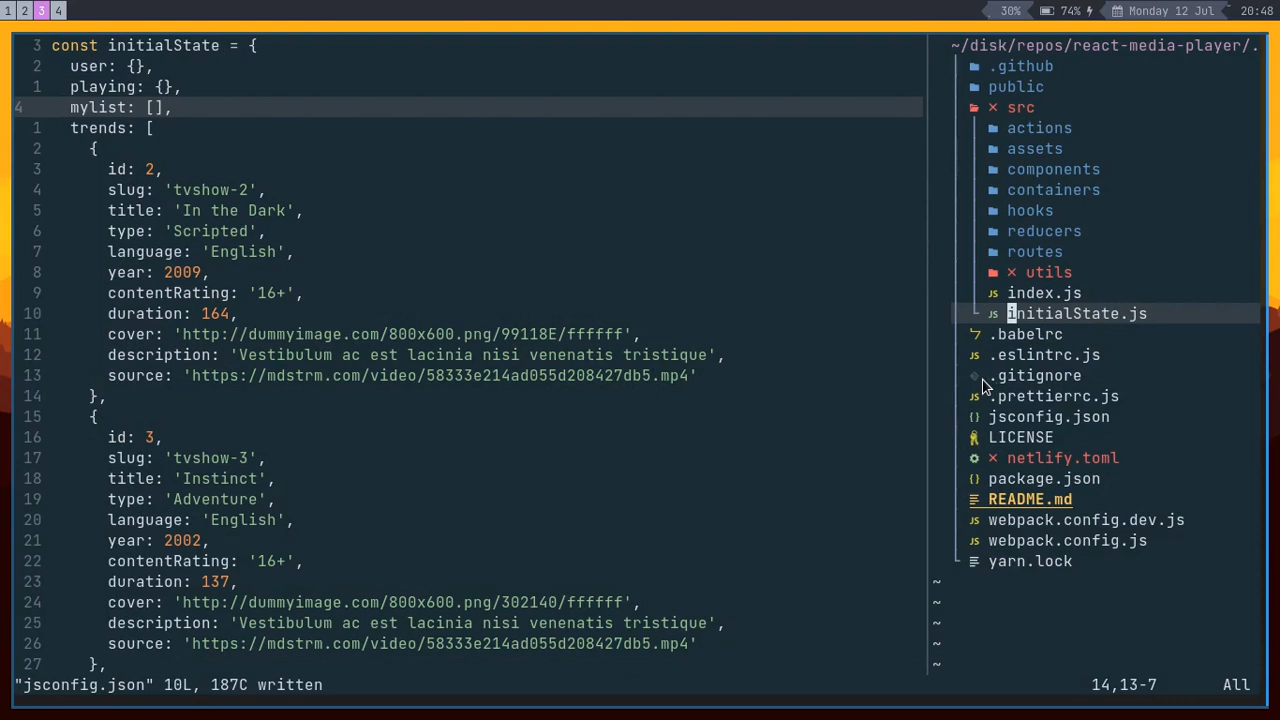 1 2 3 4
30% 74% Monday 12 Jul 20:48
3 const initialState = {
2 user: {},
1 playing: {},
4 mylist: [],
1 trends: [
2 {
3 id: 2,
4 slug: 'tvshow-2',
5 title: 'In the Dark',
6 type: 'Scripted',
7 language: 'English',
8 year: 2009,
9 contentRating: '16+',
10 duration: 164,
11 cover: 'http://dummyimage.com/800x600.png/99118E/ffffff',
12 description: 'Vestibulum ac est lacinia nisi venenatis tristique',
13 source: 'https://mdstrm.com/video/58333e214ad055d208427db5.mp4'
14 },
15 {
16 id: 3,
17 slug: 'tvshow-3',
18 title: 'Instinct',
19 type: 'Adventure',
20 language: 'English',
21 year: 2002,
22 contentRating: '16+',
23 duration: 137,
24 cover: 'http://dummyimage.com/800x600.png/302140/ffffff',
25 description: 'Vestibulum ac est lacinia nisi venenatis tristique',
26 source: 'https://mdstrm.com/video/58333e214ad055d208427db5.mp4'
27 },
~/disk/repos/react-media-player/.
.github
public
✕ src
actions
assets
components
containers
hooks
reducers
routes
✕ utils
JS index.js
JS initialState.js
.babelrc
JS .eslintrc.js
.gitignore
JS .prettierrc.js
{} jsconfig.json
LICENSE
✕ netlify.toml
{} package.json
README.md
JS webpack.config.dev.js
JS webpack.config.js
yarn.lock
~
~
~
~
~
"jsconfig.json" 10L, 187C written
14,13-7 All